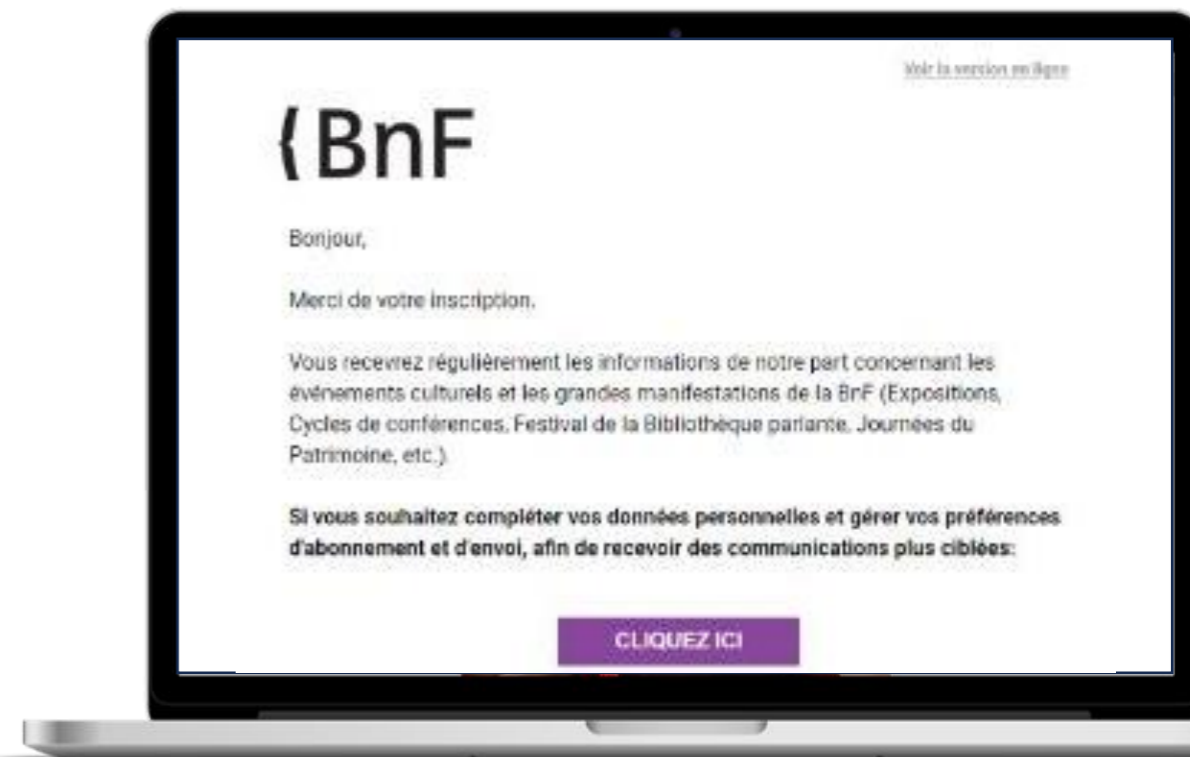 Voir la version en ligne
{BnF
Bonjour,
Merci de votre inscription.
Vous recevrez régulièrement les informations de notre part concernant les
événements culturels et les grandes manifestations de la BnF (Expositions,
Cycles de conférences, Festival de la Bibliothèque parlante, Journées du
Patrimoine, etc.)
Si vous souhaitez compléter vos données personnelles et gérer vos préférences
d'abonnement et d'envoi, afin de recevoir des communications plus ciblées:
CLIQUEZ ICI